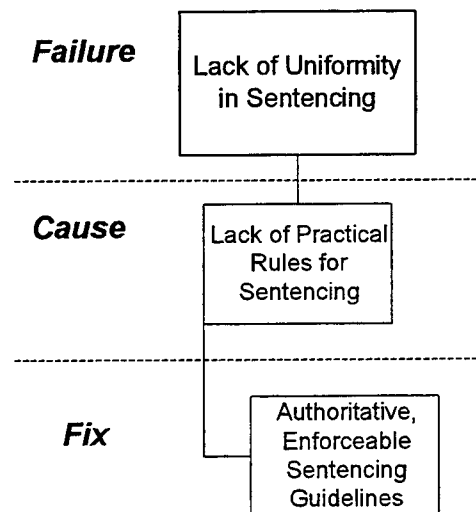 Failure
Lack of Uniformity
in Sentencing
Cause
Lack of Practical
Rules for
Sentencing
Fix
Authoritative,
Enforceable
Sentencing
Guidelines